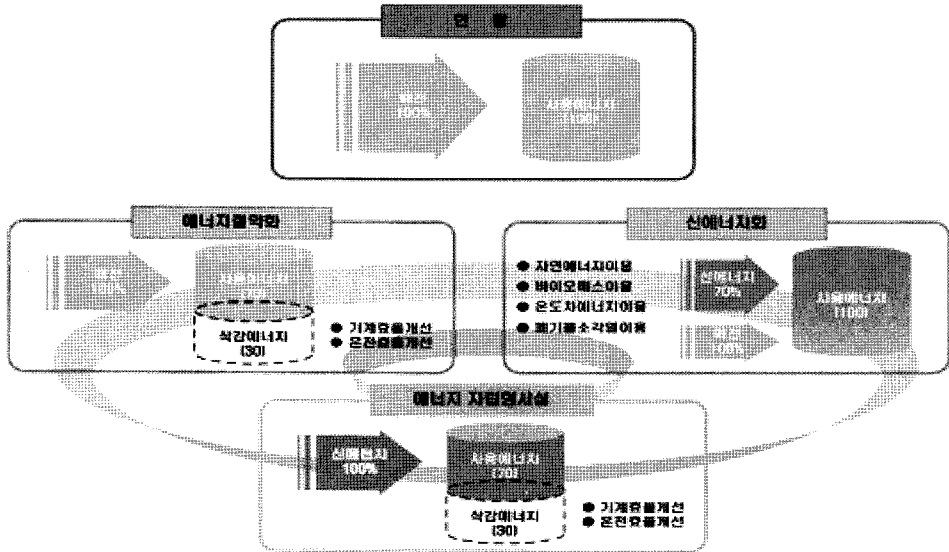 현 황
100%
사용에너지
(100)
에너지절약화
100%
사용에너지
삭감에너지
(30)
● 기계효율개선
● 운전효율개선
신에너지화
● 자연에너지이용
● 바이오매스이용
● 온도차에너지이용
● 폐기물소각열이용
신에너지
70%
사용에너지
(100)
에너지 자립형시설
신에너지
100%
사용에너지
(70)
삭감에너지
(30)
● 기계효율개선
● 운전효율개선